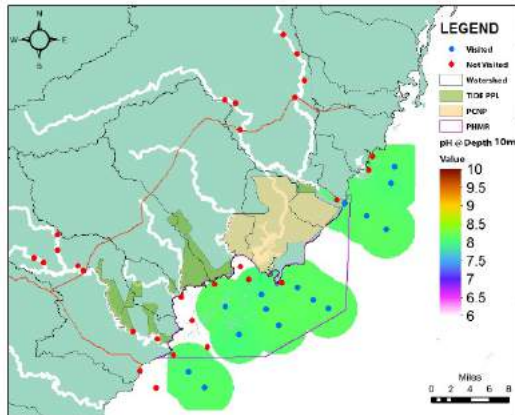 N
W E
S
LEGEND
Visited
Not Visited
Watershed
TIDE PPL
PCNP
PHMR
pH @ Depth 10m
Value
10
9.5
9
8.5
8
7.5
7
6.5
6
Miles
0 2 4 8